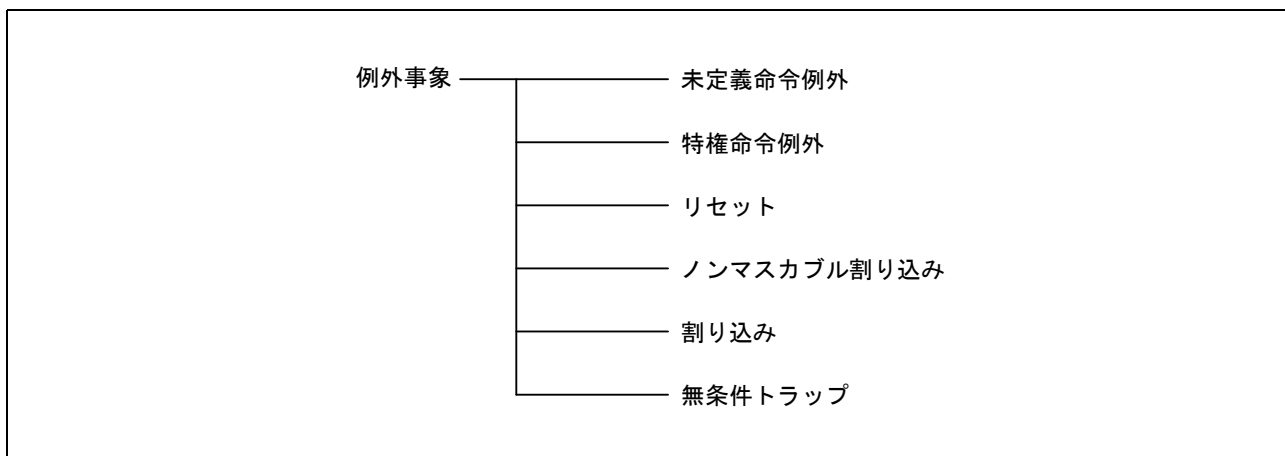 例外事象
未定義命令例外
特権命令例外
リセット
ノンマスカブル割り込み
割り込み
無条件トラップ